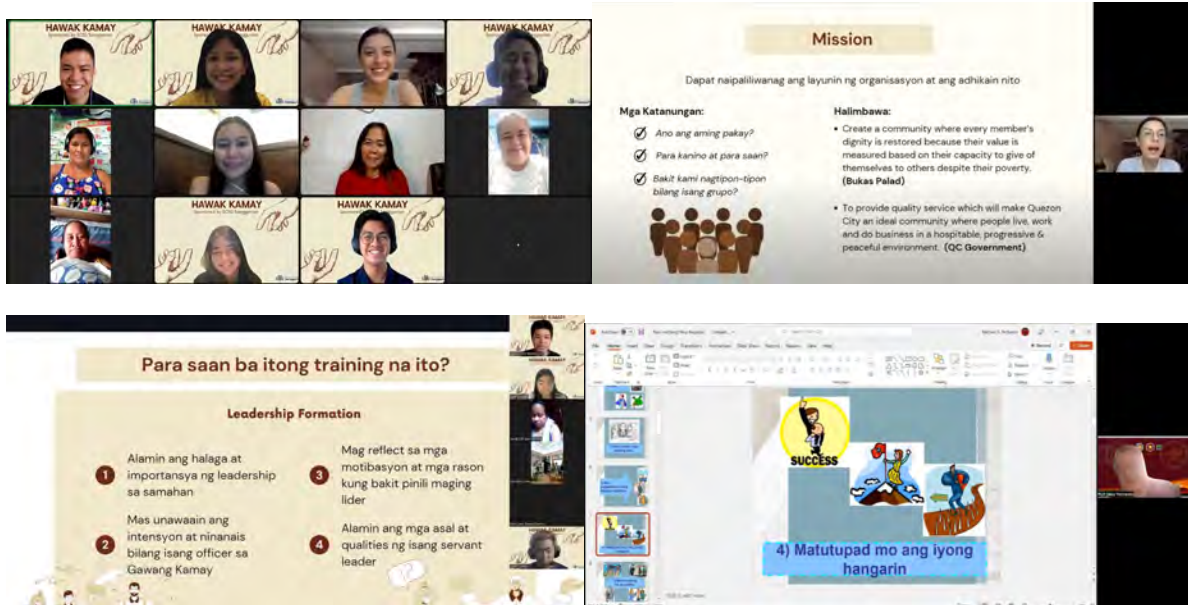 HAWAK KAMAY
HAWAK KAMAY
HAWAK KAMAY
HAWAK KAMAY
HAWAK KAMAY
Mission
Dapat naipaliliwanag ang layunin ng organisasyon at ang adhikain nito
Mga Katanungan:
Ano ang aming pakay?
Para kanino at para saan?
Bakit kami nagtipon-tipon
bilang isang grupo?
Halimbawa:
• Create a community where every member's
dignity is restored because their value is
measured based on their capacity to give of
themselves to others despite their poverty.
(Bukas Palad)
• To provide quality service which will make Quezon
City an ideal community where people live, work
and do business in a hospitable, progressive &
peaceful environment. (QC Government)
Para saan ba itong training na ito?
Leadership Formation
1
Alamin ang halaga at
importansya ng leadership
sa samahan
2
Mas unawaain ang
intensyon at ninanais
bilang isang officer sa
Gawang Kamay
3
Mag reflect sa mga
motibasyon at mga rason
kung bakit pinili maging
lider
4
Alamin ang mga asal at
qualities ng isang servant
leader
SUCCESS
4) Matutupad mo ang iyong
hangarin